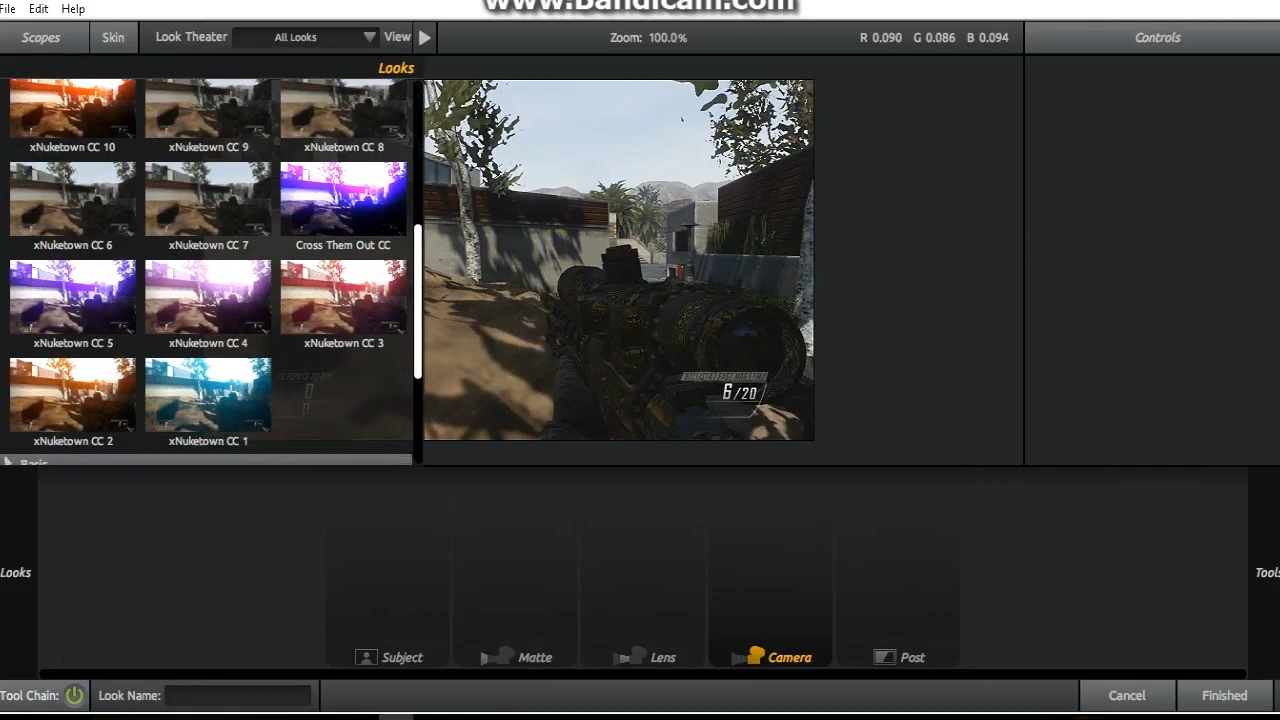 www.Bandicam.com
File Edit Help
Scopes Skin Look Theater All Looks View Zoom: 100.0% R 0.090 G 0.086 B 0.094 Controls
Looks
xNuketown CC 10 xNuketown CC 9 xNuketown CC 8
xNuketown CC 6 xNuketown CC 7 Cross Them Out CC
xNuketown CC 5 xNuketown CC 4 xNuketown CC 3
xNuketown CC 2 xNuketown CC 1
Basic
6/20
Looks Tools
Subject Matte Lens Camera Post
Tool Chain: Look Name: Cancel Finished